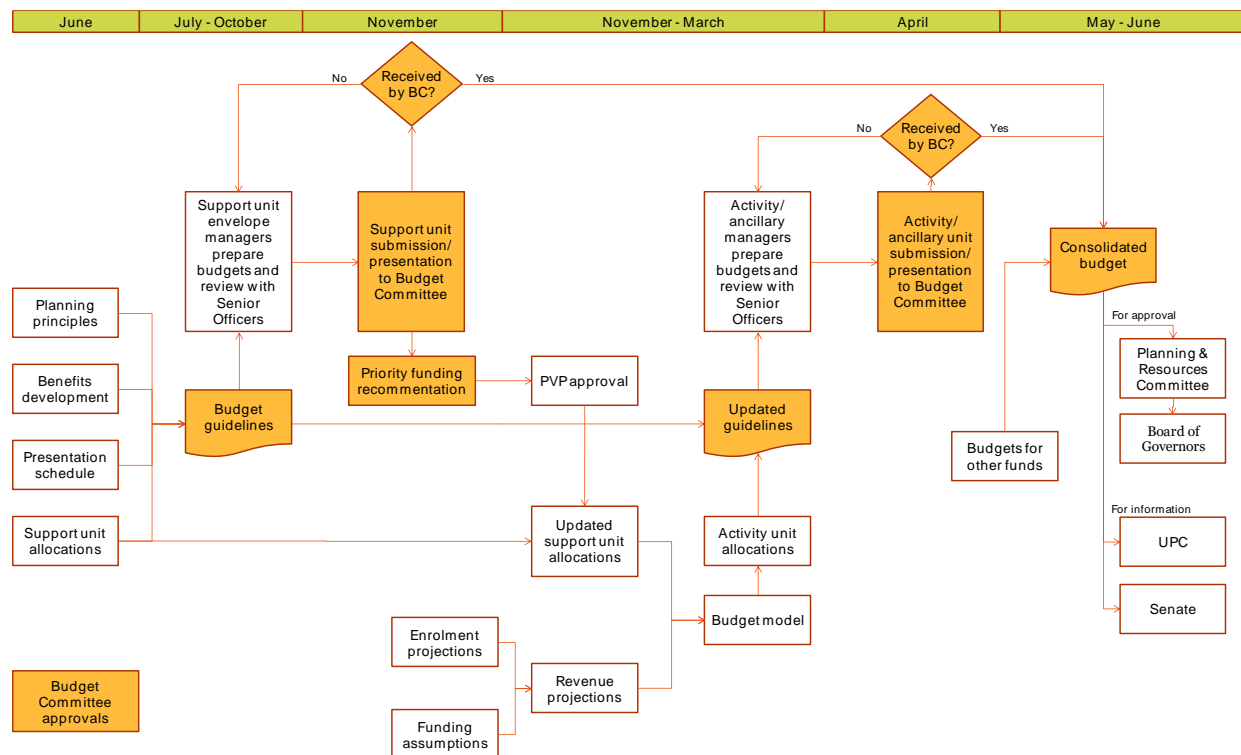 June
July - October
November
November - March
April
May - June
No
Received
by BC?
Yes
No
Received
by BC?
Yes
Support unit
envelope
managers
prepare
budgets and
review with
Senior
Officers
Support unit
submission/
presentation
to Budget
Committee
Activity/
ancillary
managers
prepare
budgets and
review with
Senior
Officers
Activity/
ancillary unit
submission/
presentation
to Budget
Committee
Consolidated
budget
Planning
principles
Benefits
development
Presentation
schedule
Support unit
allocations
Budget
guidelines
Priority funding
recommentation
PVP approval
Updated
guidelines
Budgets for
other funds
For approval
Planning &
Resources
Committee
Board of
Governors
For information
UPC
Senate
Updated
support unit
allocations
Activity unit
allocations
Budget model
Enrolment
projections
Revenue
projections
Funding
assumptions
Budget
Committee
approvals